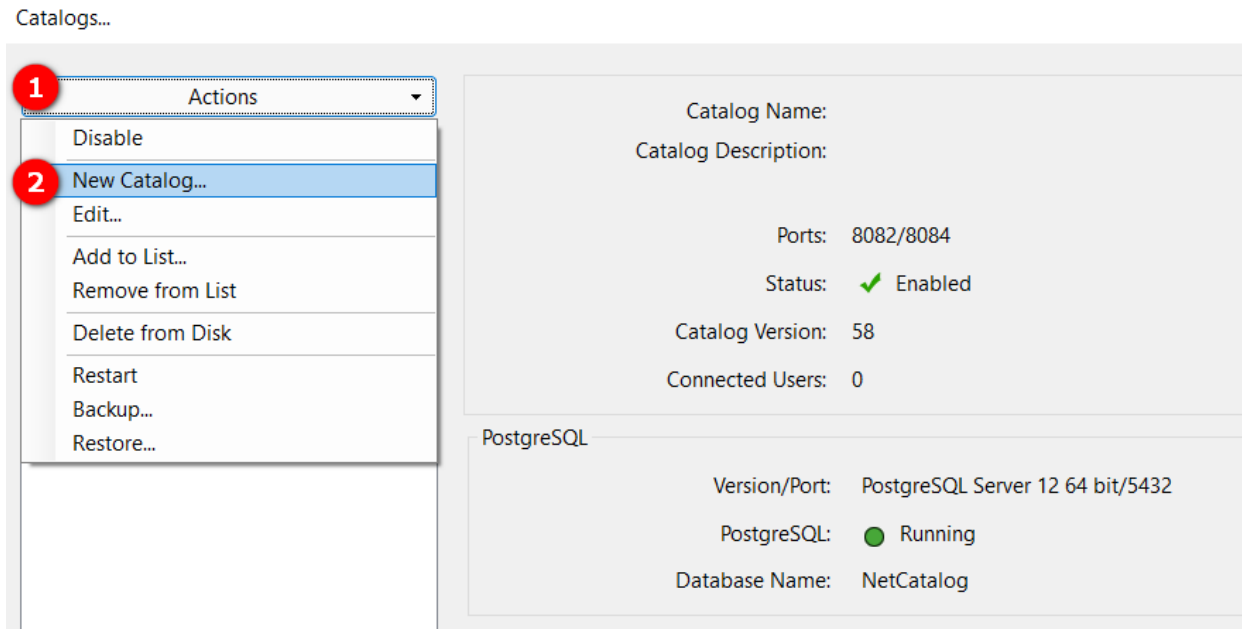 Catalogs...
1
Actions
Disable
2
New Catalog...
Edit...
Add to List...
Remove from List
Delete from Disk
Restart
Backup...
Restore...
Catalog Name:
Catalog Description:
Ports: 8082/8084
Status: Enabled
Catalog Version: 58
Connected Users: 0
PostgreSQL
Version/Port: PostgreSQL Server 12 64 bit/5432
PostgreSQL: Running
Database Name: NetCatalog